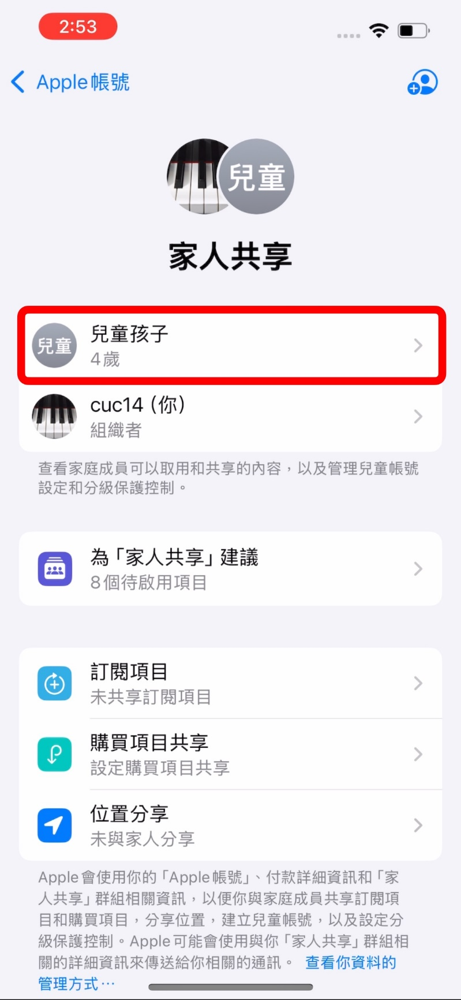 2:53
Apple帳號
兒童
家人共享
兒童
兒童孩子
4歲
cuc14（你）
組織者
查看家庭成員可以取用和共享的內容，以及管理兒童帳號
設定和分級保護控制。
為「家人共享」建議
8個待啟用項目
訂閱項目
未共享訂閱項目
購買項目共享
設定購買項目共享
位置分享
未與家人分享
Apple會使用你的「Apple帳號」、付款詳細資訊和「家
人共享」群組相關資訊，以便你與家庭成員共享訂閱項
目和購買項目，分享位置，建立兒童帳號，以及設定分
級保護控制。Apple可能會使用與你「家人共享」群組相
關的詳細資訊來傳送給你相關的通訊。 查看你資料的
管理方式⋯